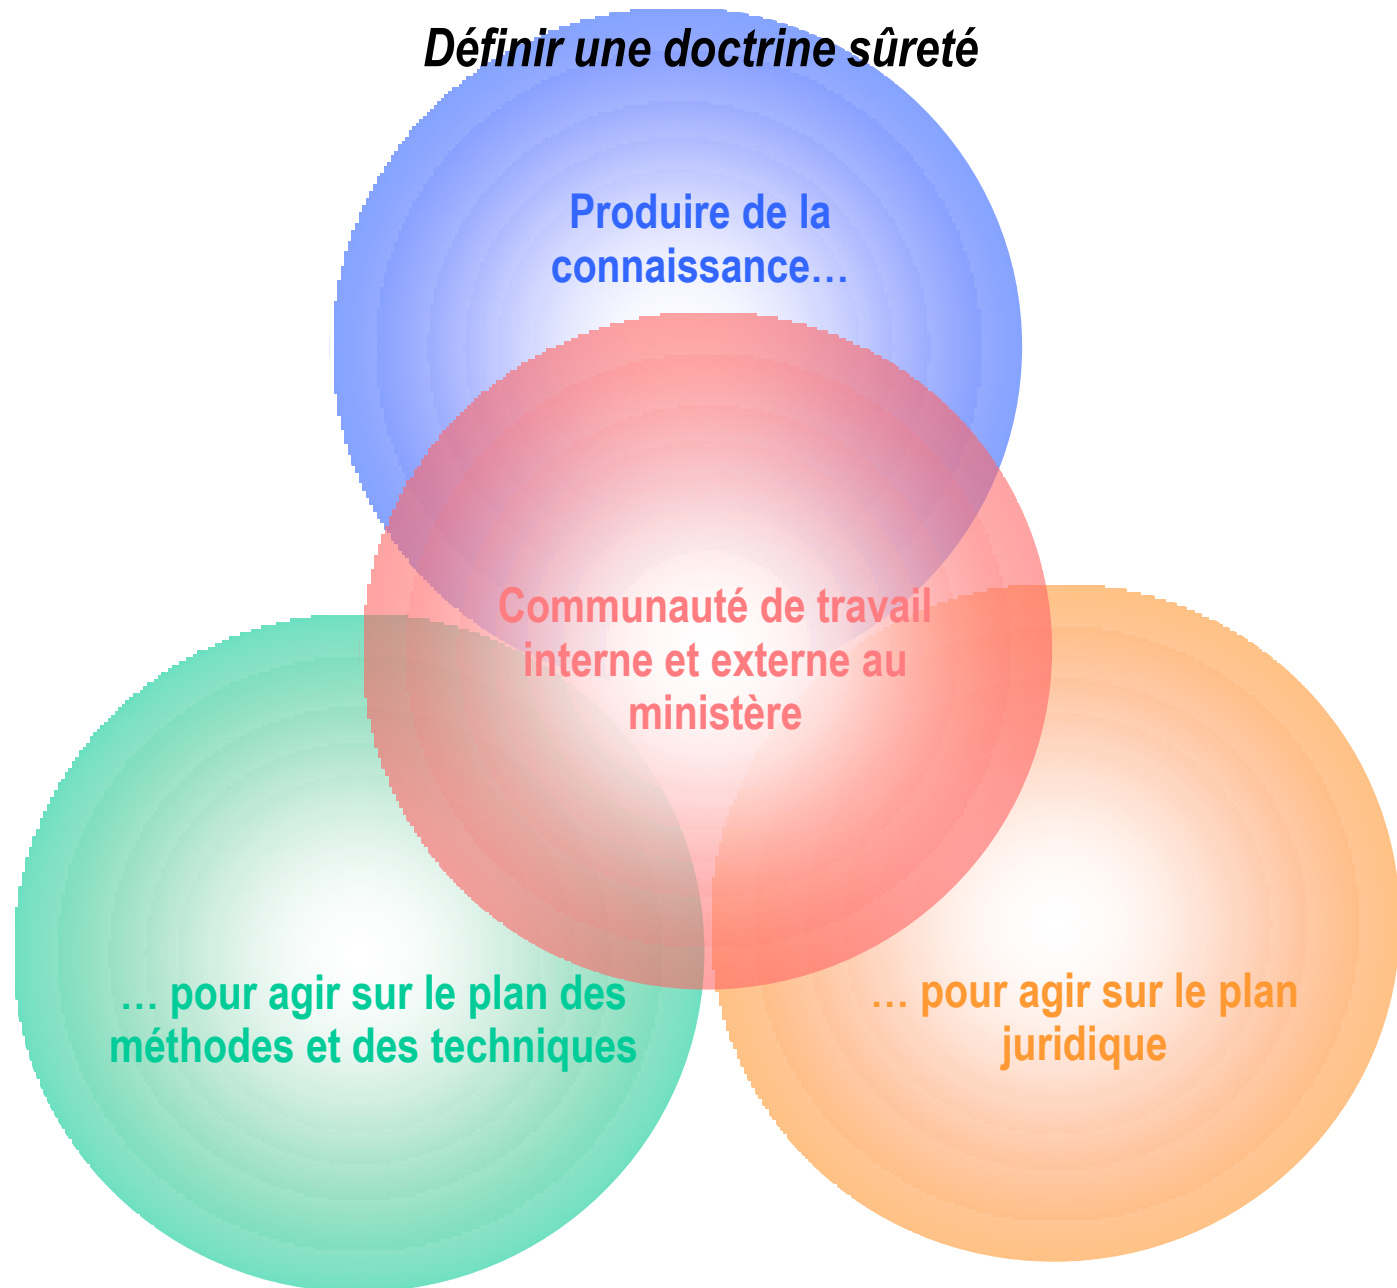 Définir une doctrine sûreté
Produire de la
connaissance…
Communauté de travail
interne et externe au
ministère
… pour agir sur le plan des
méthodes et des techniques
… pour agir sur le plan
juridique